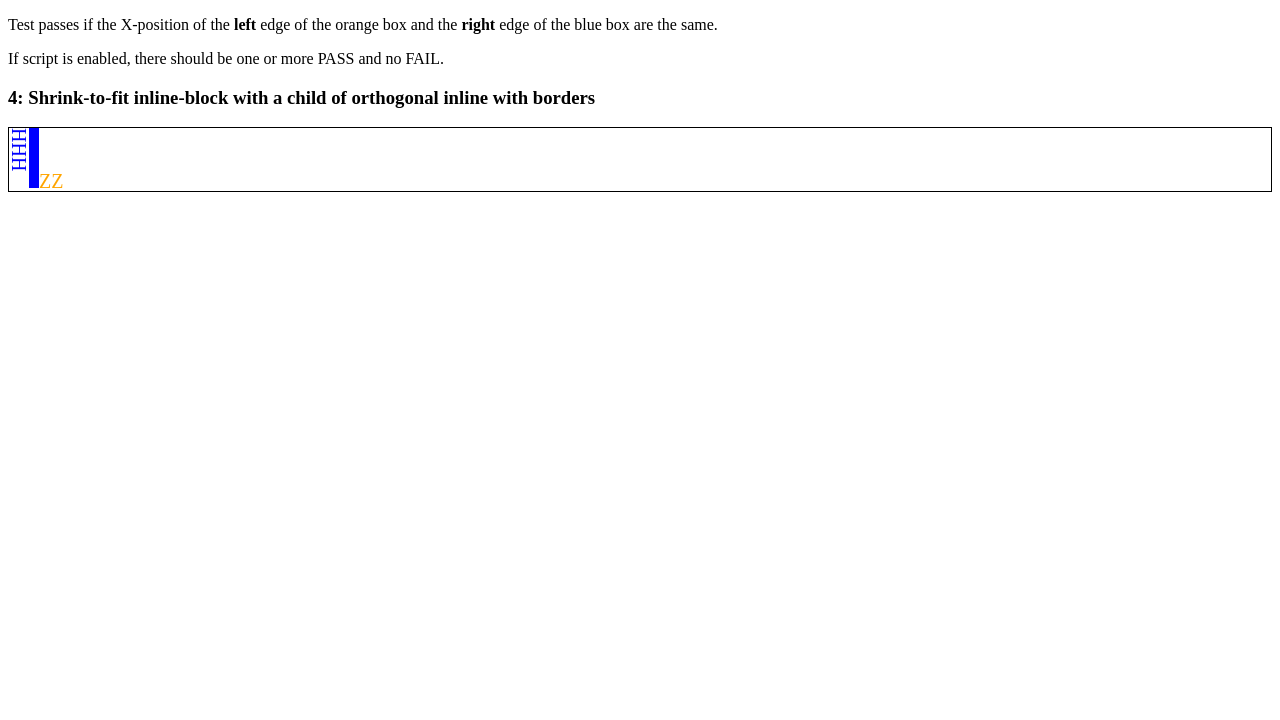 Test passes if the X-position of the left edge of the orange box and the right edge of the blue box are the same.
If script is enabled, there should be one or more PASS and no FAIL.
4: Shrink-to-fit inline-block with a child of orthogonal inline with borders
HHH
ZZ